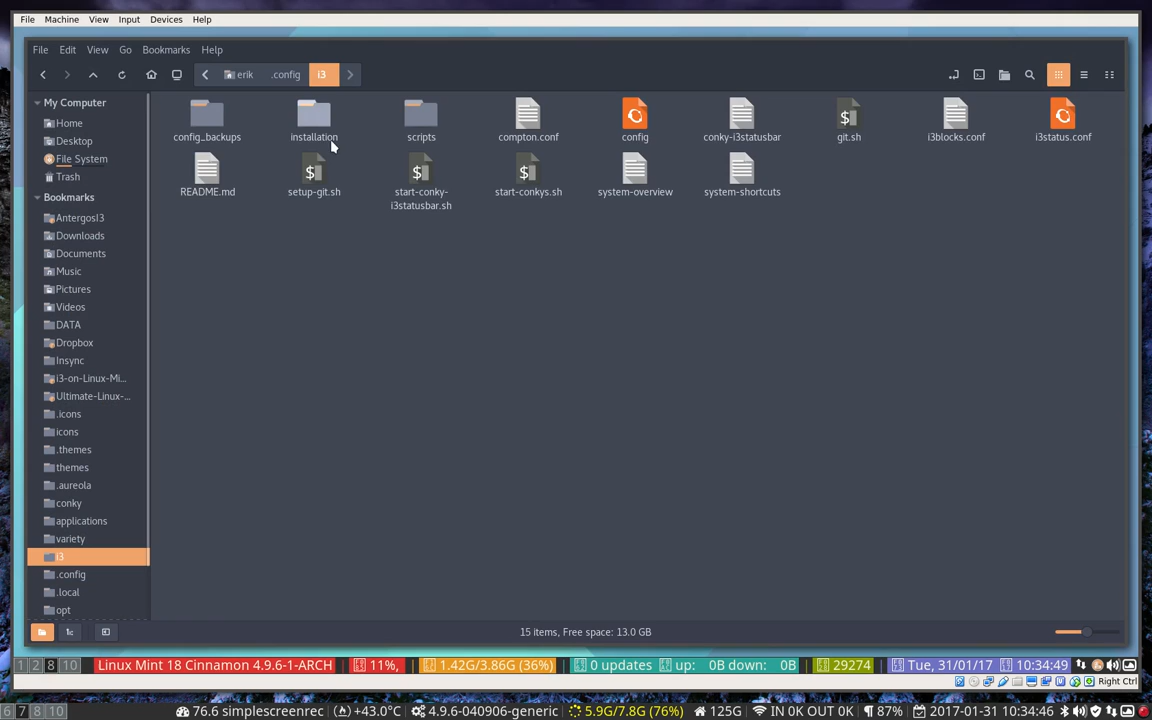 File Machine View Input Devices Help
File Edit View Go Bookmarks Help
erik .config i3
My Computer
Home
Desktop
File System
Trash
Bookmarks
AntergosI3
Downloads
Documents
Music
Pictures
Videos
DATA
Dropbox
Insync
i3-on-Linux-Mi...
Ultimate-Linux-...
.icons
icons
.themes
themes
.aureola
conky
applications
variety
i3
.config
.local
opt
config_backups installation scripts compton.conf config conky-i3statusbar git.sh i3blocks.conf i3status.conf
README.md setup-git.sh start-conky-i3statusbar.sh start-conkys.sh system-overview system-shortcuts
15 items, Free space: 13.0 GB
1 2 8 10 Linux Mint 18 Cinnamon 4.9.6-1-ARCH 11%, 1.42G/3.86G (36%) 0 updates up: 0B down: 0B 29274 Tue, 31/01/17 10:34:49
Right Ctrl
6 7 8 10 76.6 simplescreenrec +43.0°C 4.9.6-040906-generic 5.9G/7.8G (76%) 125G IN 0K OUT 0K 87% 2017-01-31 10:34:46